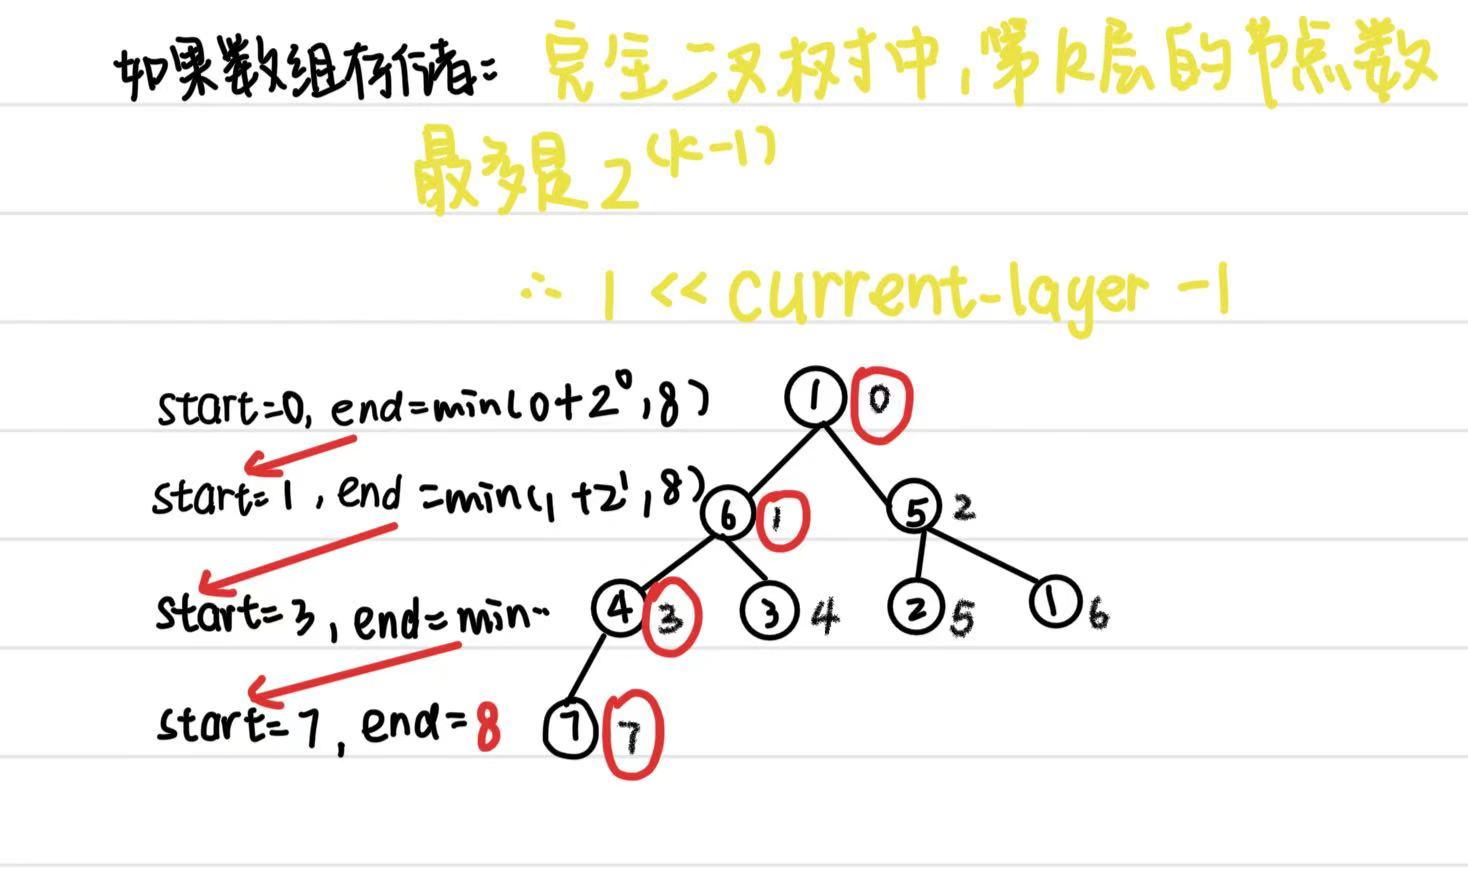 如果数组存储者：完全二叉树中，第k层的节点数
最多是 2^(k-1)
∴ 1 << current-layer -1
start=0, end=min(0+2^0,8) ① 0
start=1, end=min(1+2^1,8) ⑥ 1 ⑤ 2
start=3, end=min… ④ 3 ③ 4 ② 5 ① 6
start=7, end=8 ⑦ 7